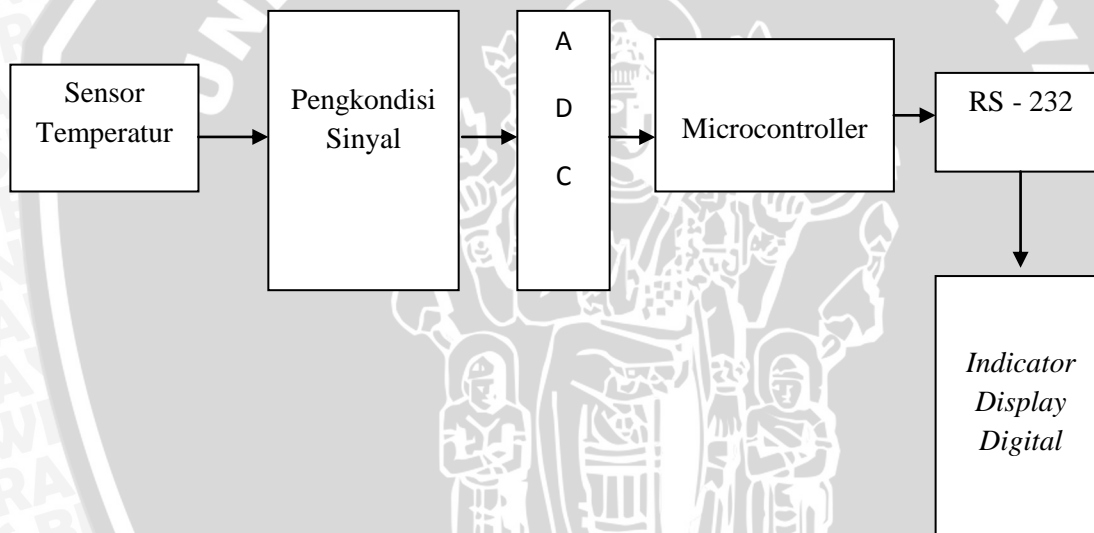 Sensor
Temperatur
Pengkondisi
Sinyal
A
D
C
Microcontroller
RS - 232
Indicator
Display
Digital